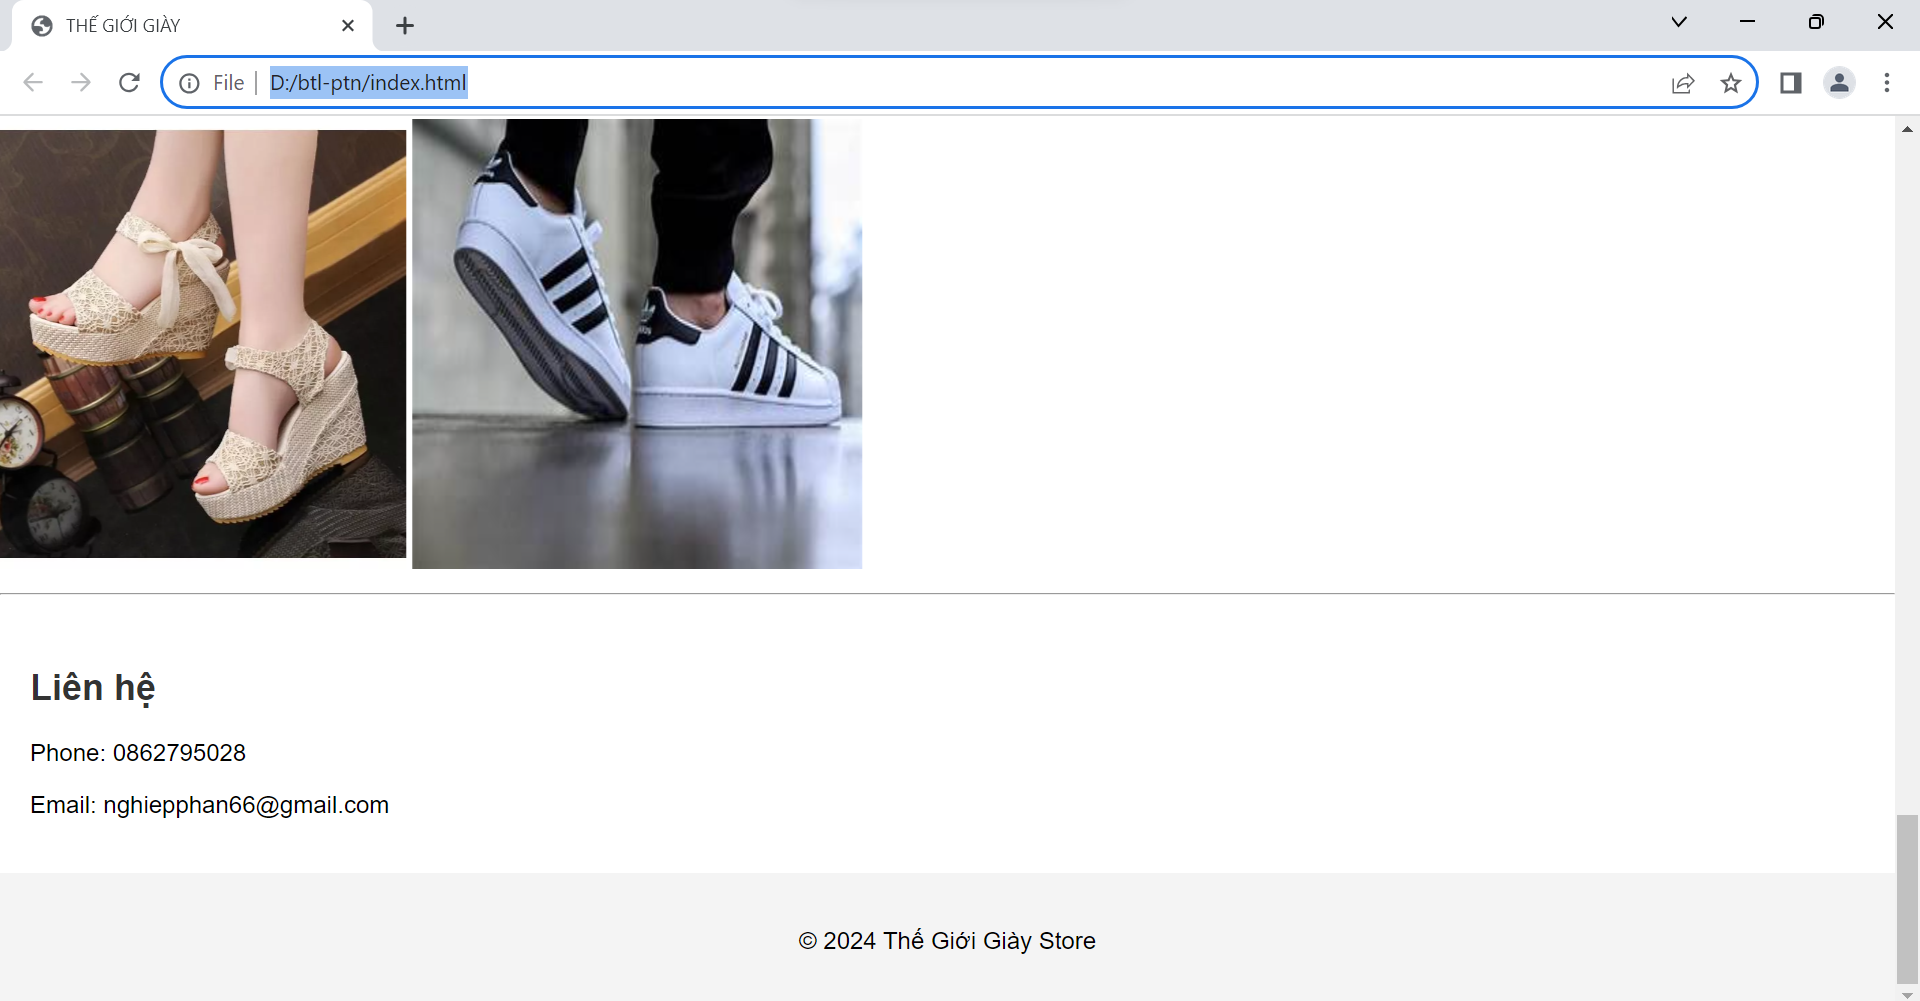 THẾ GIỚI GIÀY
File
D:/btl-ptn/index.html
Liên hệ
Phone: 0862795028
Email: nghiepphan66@gmail.com
© 2024 Thế Giới Giày Store